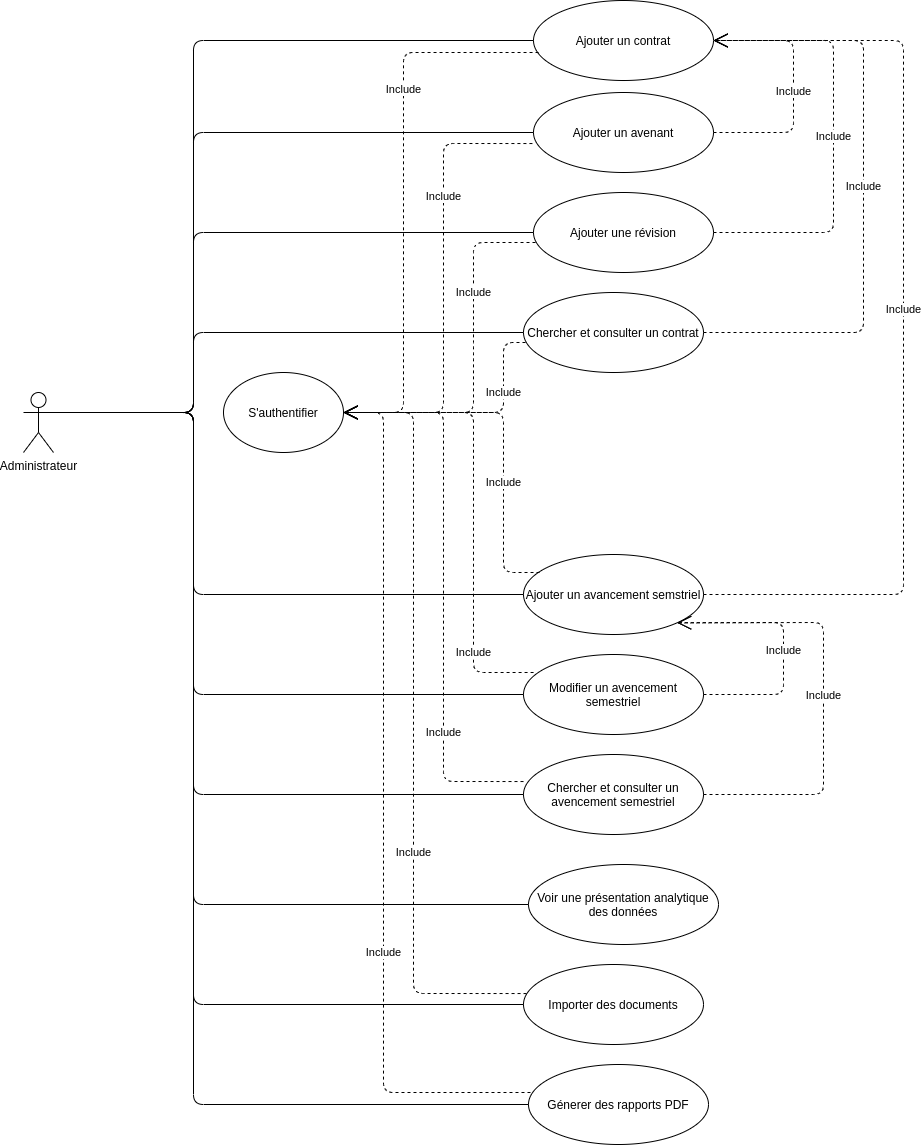 Ajouter un contrat
Include
Include
Ajouter un avenant
Include
Include
Include
Ajouter une révision
Include
Include
Chercher et consulter un contrat
Include
S'authentifier
Administrateur
Include
Ajouter un avancement semstriel
Include
Include
Modifier un avencement
semestriel
Include
Include
Chercher et consulter un
avencement semestriel
Include
Voir une présentation analytique
des données
Include
Importer des documents
Génerer des rapports PDF